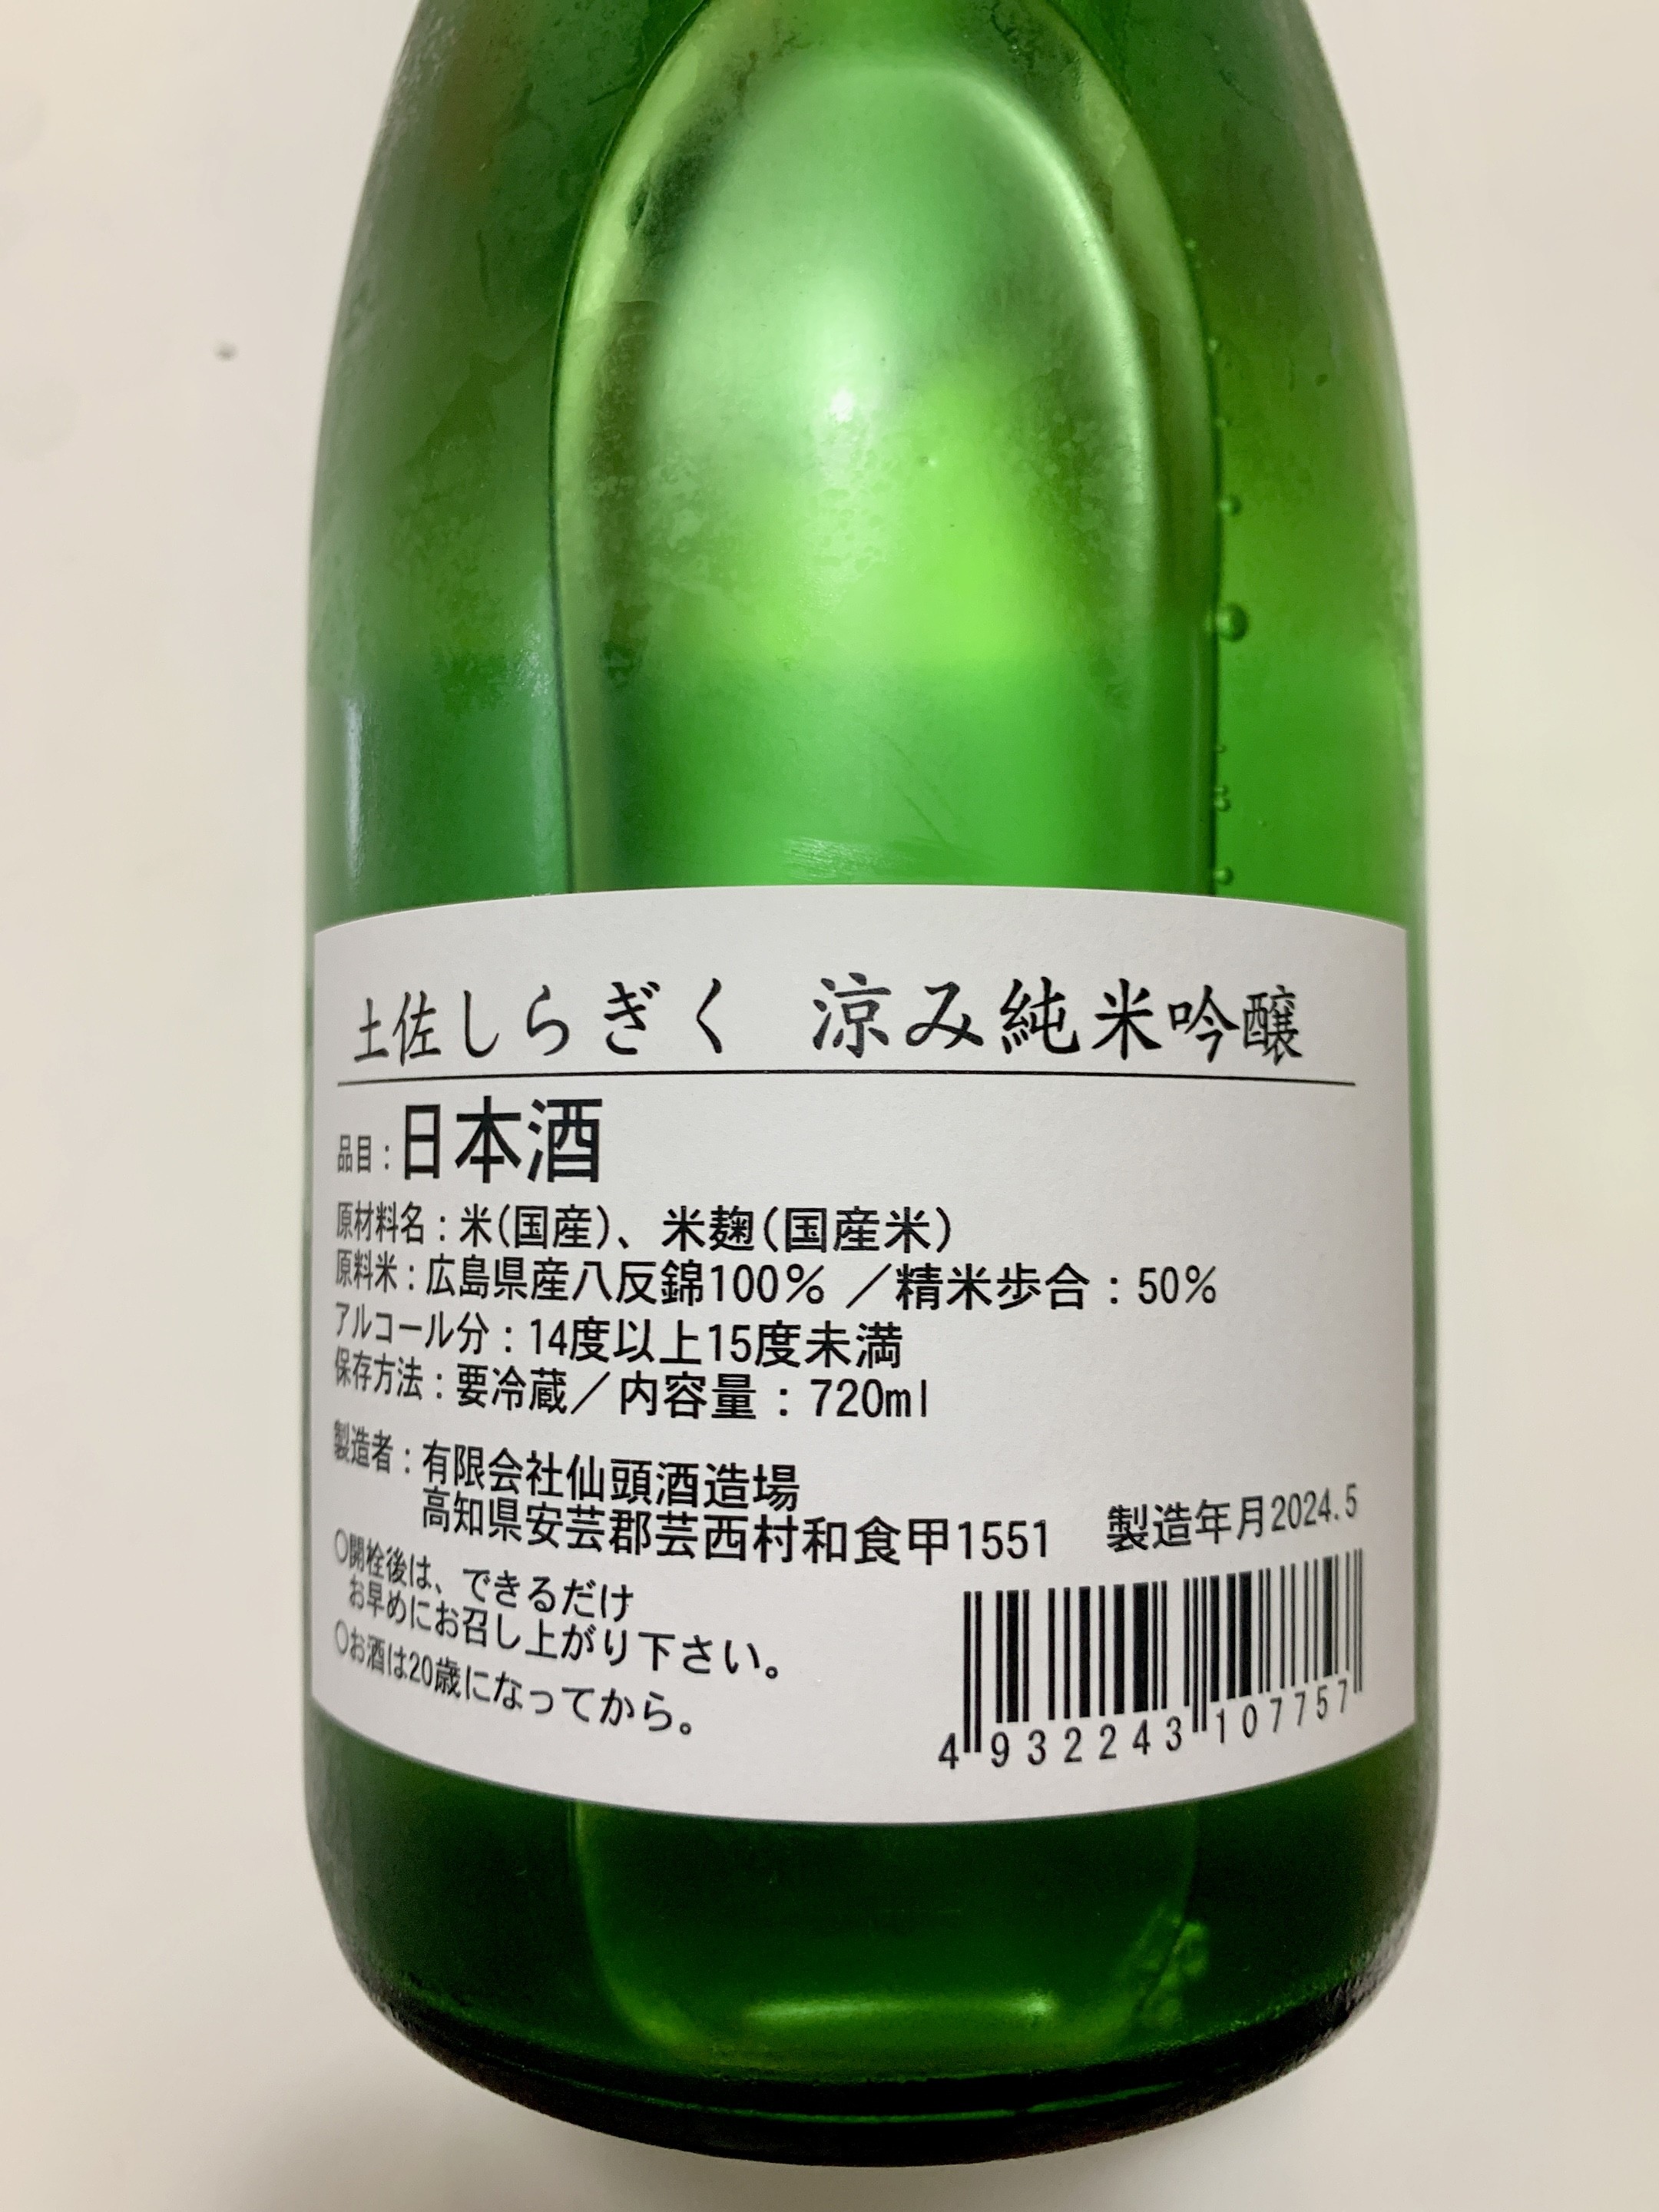 土佐しらぎく 涼み純米吟醸
品目：日本酒
原材料名：米(国産)、米麹(国産米)
原料米：広島県産八反錦100％ ／精米歩合：50％
アルコール分：14度以上15度未満
保存方法：要冷蔵／内容量：720ml
製造者：有限会社仙頭酒造場
高知県安芸郡芸西村和食甲1551
製造年月2024.5
○開栓後は、できるだけ
お早めにお召し上がり下さい。
○お酒は20歳になってから。
4 932243 107757